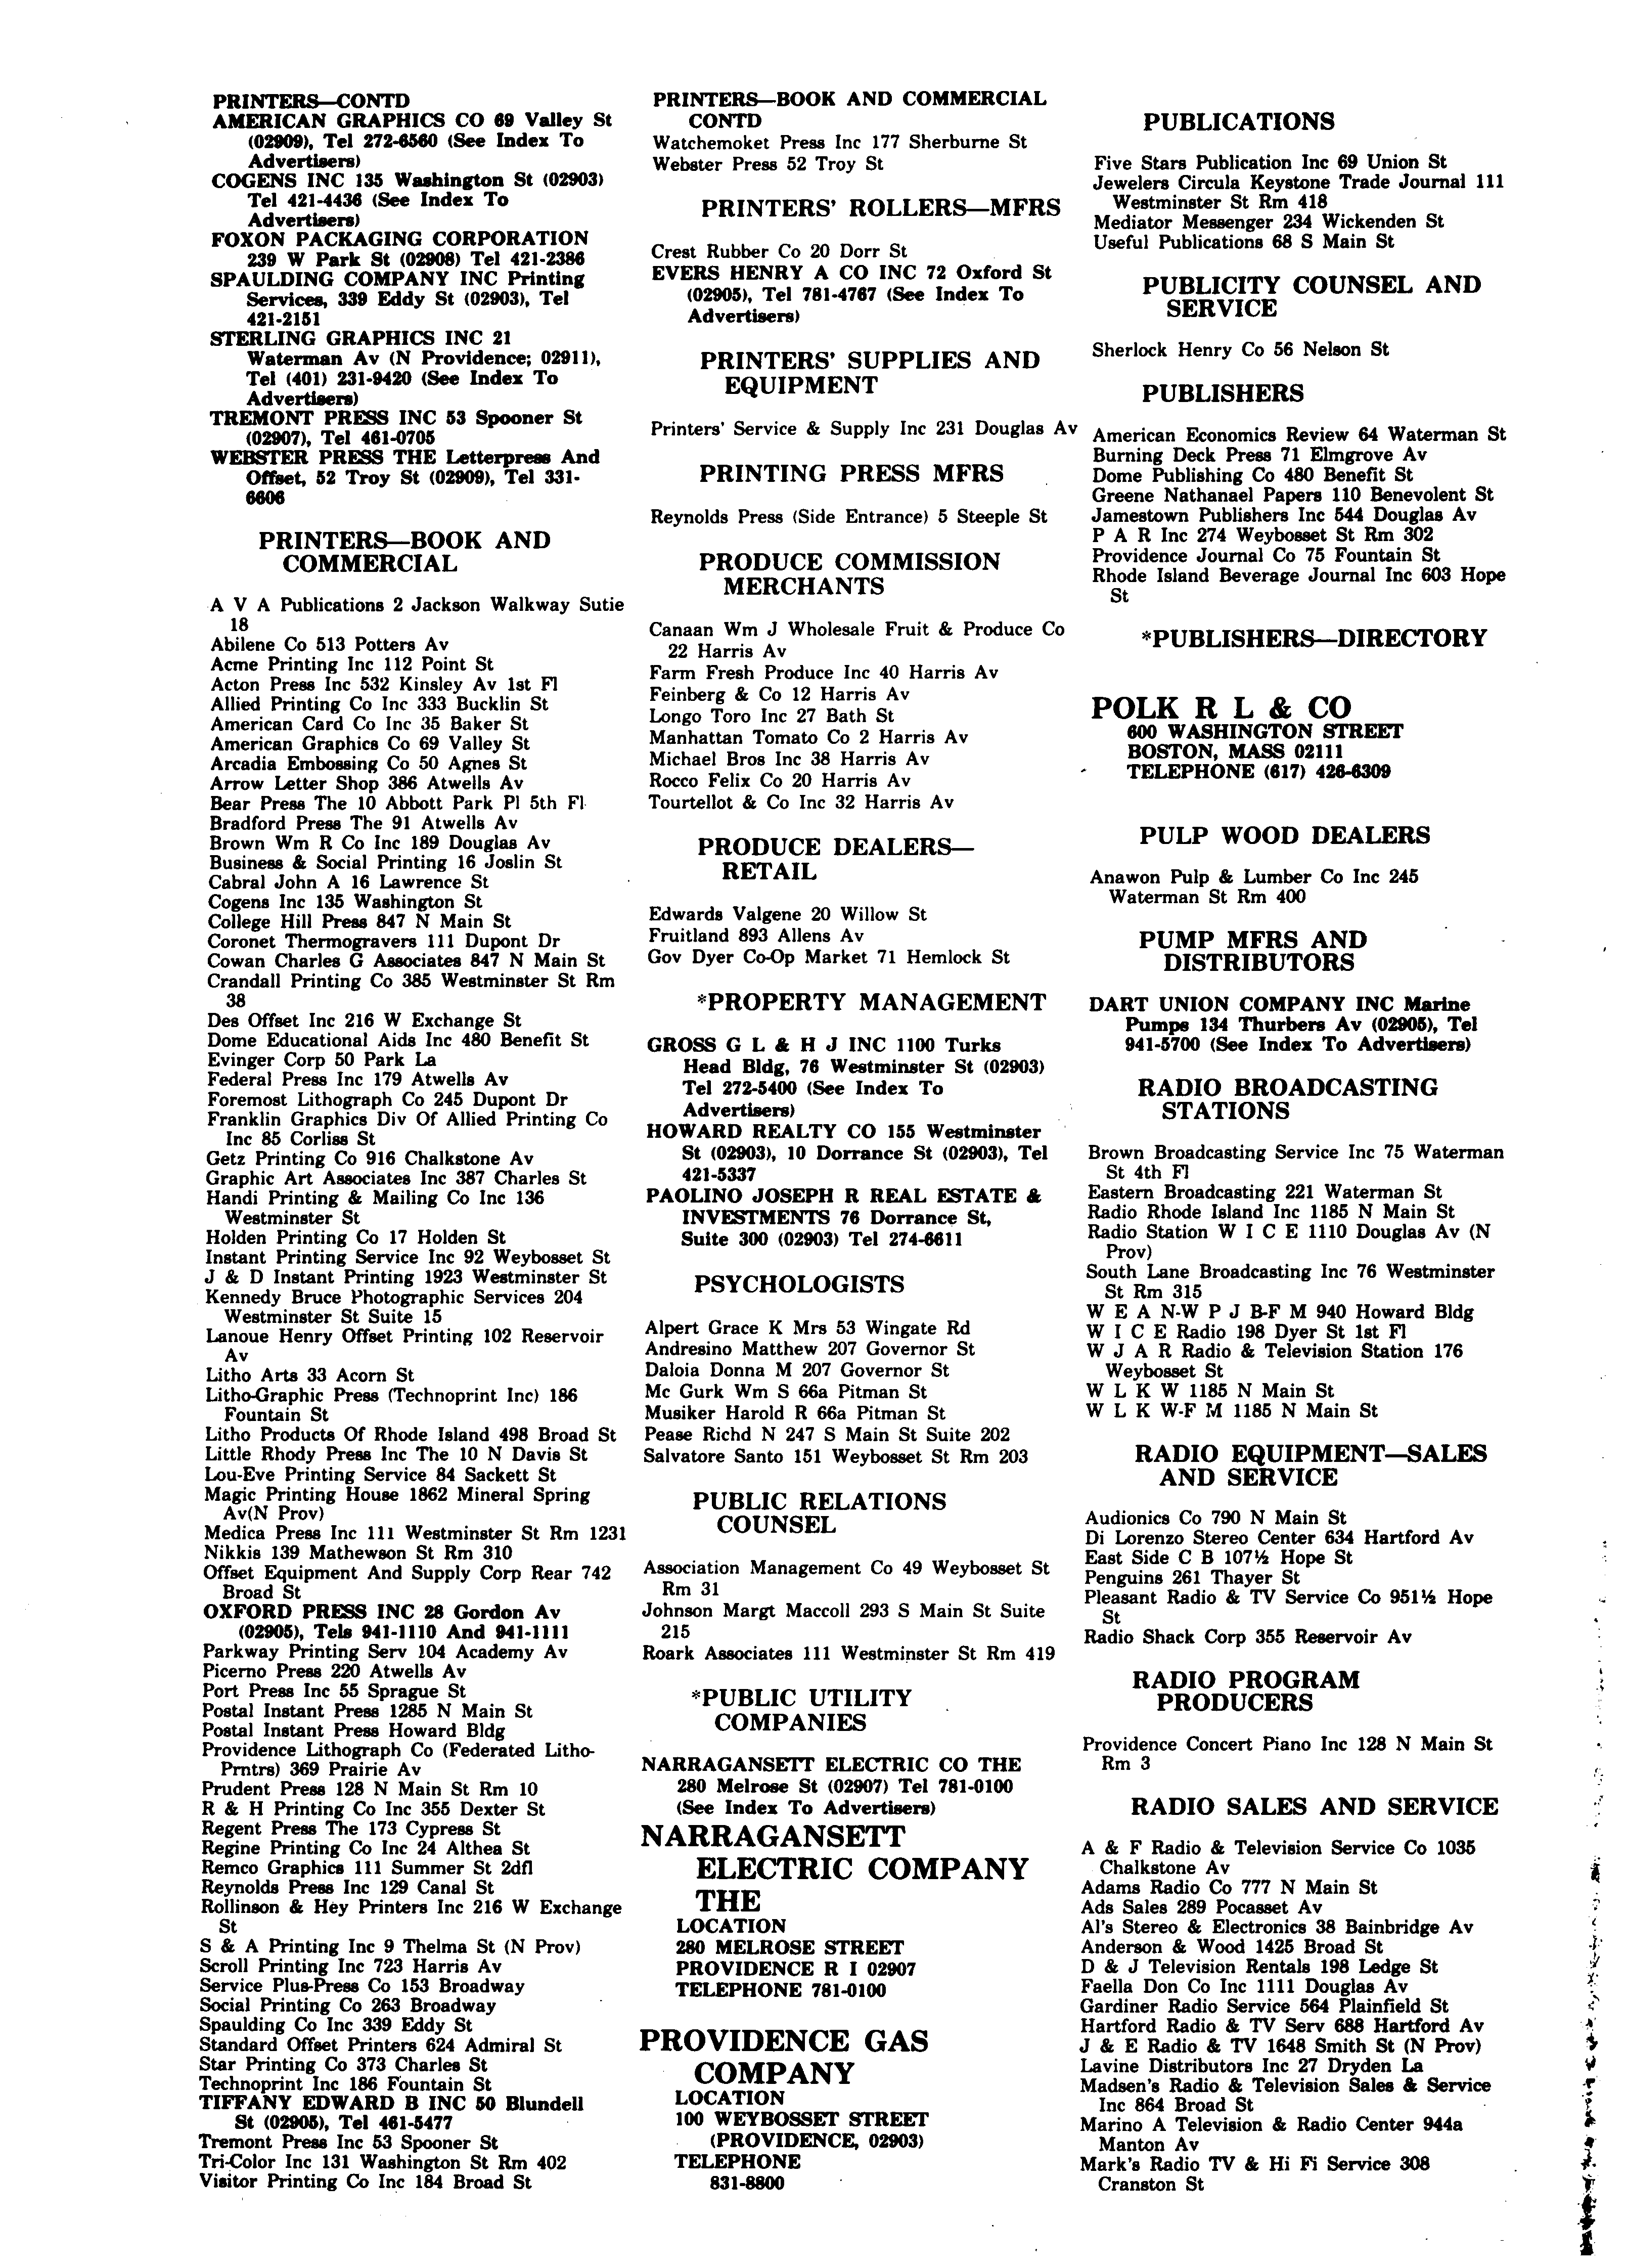 PRINTERS—CONTD
AMERICAN GRAPHICS CO 69 Valley St
(02909), Tel 272-6560 (See Index To
Advertisers)
COGENS INC 135 Washington St (02903)
Tel 421-4436 (See Index To
Advertisers)
FOXON PACKAGING CORPORATION
239 W Park St (02908) Tel 421-2386
SPAULDING COMPANY INC Printing
Services, 339 Eddy St (02903), Tel
421-2151
STERLING GRAPHICS INC 21
Waterman Av (N Providence; 02911),
Tel (401) 231-9420 (See Index To
Advertisers)
TREMONT PRESS INC 53 Spooner St
(02907), Tel 461-0705
WEBSTER PRESS THE Letterpress And
Offset, 52 Troy St (02909), Tel 331-
6606
PRINTERS—BOOK AND
COMMERCIAL
A V A Publications 2 Jackson Walkway Sutie
18
Abilene Co 513 Potters Av
Acme Printing Inc 112 Point St
Acton Press Inc 532 Kinsley Av 1st Fl
Allied Printing Co Inc 333 Bucklin St
American Card Co Inc 35 Baker St
American Graphics Co 69 Valley St
Arcadia Embossing Co 50 Agnes St
Arrow Letter Shop 386 Atwells Av
Bear Press The 10 Abbott Park Pl 5th Fl
Bradford Press The 91 Atwells Av
Brown Wm R Co Inc 189 Douglas Av
Business & Social Printing 16 Joslin St
Cabral John A 16 Lawrence St
Cogens Inc 135 Washington St
College Hill Press 847 N Main St
Coronet Thermogravers 111 Dupont Dr
Cowan Charles G Associates 847 N Main St
Crandall Printing Co 385 Westminster St Rm
38
Des Offset Inc 216 W Exchange St
Dome Educational Aids Inc 480 Benefit St
Evinger Corp 50 Park La
Federal Press Inc 179 Atwells Av
Foremost Lithograph Co 245 Dupont Dr
Franklin Graphics Div Of Allied Printing Co
Inc 85 Corliss St
Getz Printing Co 916 Chalkstone Av
Graphic Art Associates Inc 387 Charles St
Handi Printing & Mailing Co Inc 136
Westminster St
Holden Printing Co 17 Holden St
Instant Printing Service Inc 92 Weybosset St
J & D Instant Printing 1923 Westminster St
Kennedy Bruce Photographic Services 204
Westminster St Suite 15
Lanoue Henry Offset Printing 102 Reservoir
Av
Litho Arts 33 Acorn St
Litho-Graphic Press (Technoprint Inc) 186
Fountain St
Litho Products Of Rhode Island 498 Broad St
Little Rhody Press Inc The 10 N Davis St
Lou-Eve Printing Service 84 Sackett St
Magic Printing House 1862 Mineral Spring
Av(N Prov)
Medica Press Inc 111 Westminster St Rm 1231
Nikkis 139 Mathewson St Rm 310
Offset Equipment And Supply Corp Rear 742
Broad St
OXFORD PRESS INC 28 Gordon Av
(02905), Tels 941-1110 And 941-1111
Parkway Printing Serv 104 Academy Av
Picerno Press 220 Atwells Av
Port Press Inc 55 Sprague St
Postal Instant Press 1285 N Main St
Postal Instant Press Howard Bldg
Providence Lithograph Co (Federated Litho-
Prntrs) 369 Prairie Av
Prudent Press 128 N Main St Rm 10
R & H Printing Co Inc 355 Dexter St
Regent Press The 173 Cypress St
Regine Printing Co Inc 24 Althea St
Remco Graphics 111 Summer St 2dfl
Reynolds Press Inc 129 Canal St
Rollinson & Hey Printers Inc 216 W Exchange
St
S & A Printing Inc 9 Thelma St (N Prov)
Scroll Printing Inc 723 Harris Av
Service Plus-Press Co 153 Broadway
Social Printing Co 263 Broadway
Spaulding Co Inc 339 Eddy St
Standard Offset Printers 624 Admiral St
Star Printing Co 373 Charles St
Technoprint Inc 186 Fountain St
TIFFANY EDWARD B INC 50 Blundell
St (02905), Tel 461-5477
Tremont Press Inc 53 Spooner St
Tri-Color Inc 131 Washington St Rm 402
Visitor Printing Co Inc 184 Broad St
PRINTERS—BOOK AND COMMERCIAL
CONTD
Watchemoket Press Inc 177 Sherburne St
Webster Press 52 Troy St
PRINTERS' ROLLERS—MFRS
Crest Rubber Co 20 Dorr St
EVERS HENRY A CO INC 72 Oxford St
(02905), Tel 781-4767 (See Index To
Advertisers)
PRINTERS' SUPPLIES AND
EQUIPMENT
Printers' Service & Supply Inc 231 Douglas Av
PRINTING PRESS MFRS
Reynolds Press (Side Entrance) 5 Steeple St
PRODUCE COMMISSION
MERCHANTS
Canaan Wm J Wholesale Fruit & Produce Co
22 Harris Av
Farm Fresh Produce Inc 40 Harris Av
Feinberg & Co 12 Harris Av
Longo Toro Inc 27 Bath St
Manhattan Tomato Co 2 Harris Av
Michael Bros Inc 38 Harris Av
Rocco Felix Co 20 Harris Av
Tourtellot & Co Inc 32 Harris Av
PRODUCE DEALERS—
RETAIL
Edwards Valgene 20 Willow St
Fruitland 893 Allens Av
Gov Dyer Co-Op Market 71 Hemlock St
*PROPERTY MANAGEMENT
GROSS G L & H J INC 1100 Turks
Head Bldg, 76 Westminster St (02903)
Tel 272-5400 (See Index To
Advertisers)
HOWARD REALTY CO 155 Westminster
St (02903), 10 Dorrance St (02903), Tel
421-5337
PAOLINO JOSEPH R REAL ESTATE &
INVESTMENTS 76 Dorrance St,
Suite 300 (02903) Tel 274-6611
PSYCHOLOGISTS
Alpert Grace K Mrs 53 Wingate Rd
Andresino Matthew 207 Governor St
Daloia Donna M 207 Governor St
Mc Gurk Wm S 66a Pitman St
Musiker Harold R 66a Pitman St
Pease Richd N 247 S Main St Suite 202
Salvatore Santo 151 Weybosset St Rm 203
PUBLIC RELATIONS
COUNSEL
Association Management Co 49 Weybosset St
Rm 31
Johnson Margt Maccoll 293 S Main St Suite
215
Roark Associates 111 Westminster St Rm 419
*PUBLIC UTILITY
COMPANIES
NARRAGANSETT ELECTRIC CO THE
280 Melrose St (02907) Tel 781-0100
(See Index To Advertisers)
NARRAGANSETT
ELECTRIC COMPANY
THE
LOCATION
280 MELROSE STREET
PROVIDENCE R I 02907
TELEPHONE 781-0100
PROVIDENCE GAS
COMPANY
LOCATION
100 WEYBOSSET STREET
(PROVIDENCE, 02903)
TELEPHONE
831-8800
PUBLICATIONS
Five Stars Publication Inc 69 Union St
Jewelers Circula Keystone Trade Journal 111
Westminster St Rm 418
Mediator Messenger 234 Wickenden St
Useful Publications 68 S Main St
PUBLICITY COUNSEL AND
SERVICE
Sherlock Henry Co 56 Nelson St
PUBLISHERS
American Economics Review 64 Waterman St
Burning Deck Press 71 Elmgrove Av
Dome Publishing Co 480 Benefit St
Greene Nathanael Papers 110 Benevolent St
Jamestown Publishers Inc 544 Douglas Av
P A R Inc 274 Weybosset St Rm 302
Providence Journal Co 75 Fountain St
Rhode Island Beverage Journal Inc 603 Hope
St
*PUBLISHERS—DIRECTORY
POLK R L & CO
600 WASHINGTON STREET
BOSTON, MASS 02111
TELEPHONE (617) 426-6309
PULP WOOD DEALERS
Anawon Pulp & Lumber Co Inc 245
Waterman St Rm 400
PUMP MFRS AND
DISTRIBUTORS
DART UNION COMPANY INC Marine
Pumps 134 Thurbers Av (02905), Tel
941-5700 (See Index To Advertisers)
RADIO BROADCASTING
STATIONS
Brown Broadcasting Service Inc 75 Waterman
St 4th Fl
Eastern Broadcasting 221 Waterman St
Radio Rhode Island Inc 1185 N Main St
Radio Station W I C E 1110 Douglas Av (N
Prov)
South Lane Broadcasting Inc 76 Westminster
St Rm 315
W E A N-W P J B-F M 940 Howard Bldg
W I C E Radio 198 Dyer St 1st Fl
W J A R Radio & Television Station 176
Weybosset St
W L K W 1185 N Main St
W L K W-F M 1185 N Main St
RADIO EQUIPMENT—SALES
AND SERVICE
Audionics Co 790 N Main St
Di Lorenzo Stereo Center 634 Hartford Av
East Side C B 107½ Hope St
Penguins 261 Thayer St
Pleasant Radio & TV Service Co 951½ Hope
St
Radio Shack Corp 355 Reservoir Av
RADIO PROGRAM
PRODUCERS
Providence Concert Piano Inc 128 N Main St
Rm 3
RADIO SALES AND SERVICE
A & F Radio & Television Service Co 1035
Chalkstone Av
Adams Radio Co 777 N Main St
Ads Sales 289 Pocasset Av
Al's Stereo & Electronics 38 Bainbridge Av
Anderson & Wood 1425 Broad St
D & J Television Rentals 198 Ledge St
Faella Don Co Inc 1111 Douglas Av
Gardiner Radio Service 564 Plainfield St
Hartford Radio & TV Serv 688 Hartford Av
J & E Radio & TV 1648 Smith St (N Prov)
Lavine Distributors Inc 27 Dryden La
Madsen's Radio & Television Sales & Service
Inc 864 Broad St
Marino A Television & Radio Center 944a
Manton Av
Mark's Radio TV & Hi Fi Service 308
Cranston St